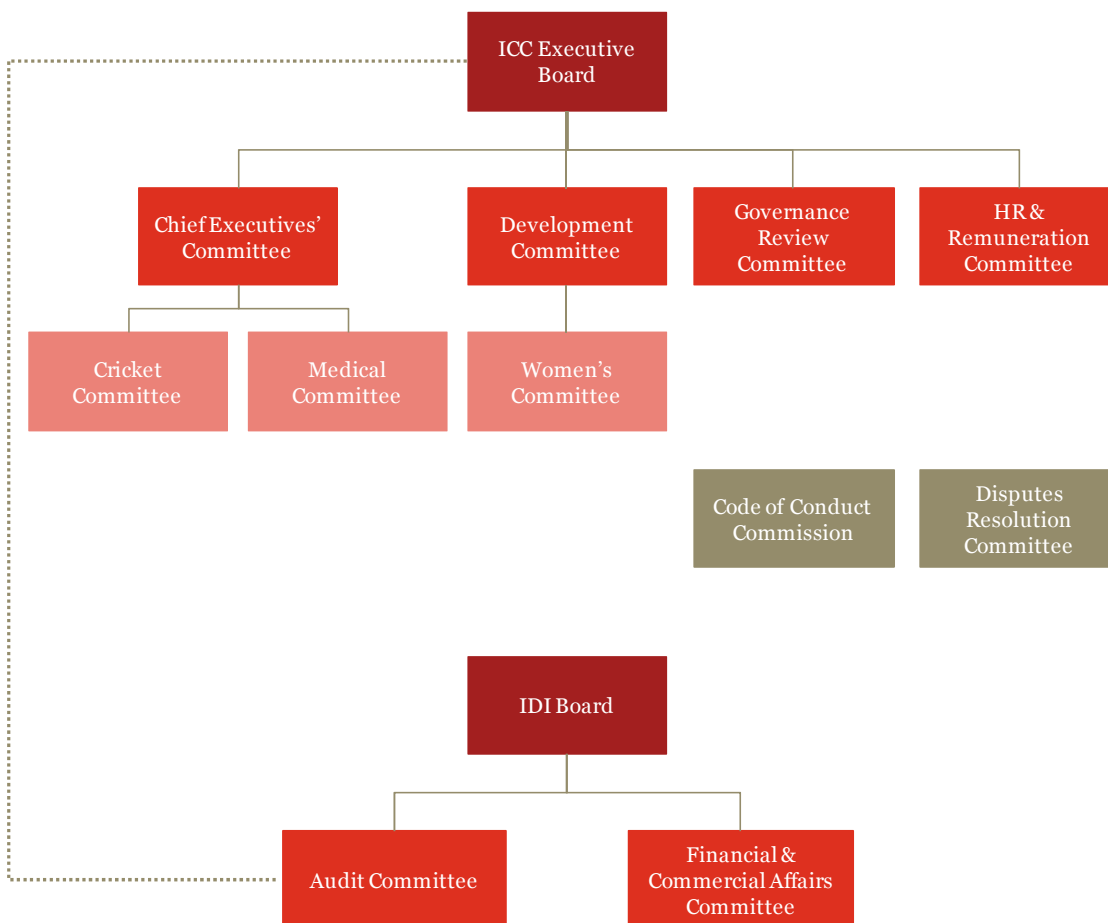 ICC Executive
Board
Chief Executives’
Committee
Development
Committee
Governance
Review
Committee
HR &
Remuneration
Committee
Cricket
Committee
Medical
Committee
Women’s
Committee
Code of Conduct
Commission
Disputes
Resolution
Committee
IDI Board
Audit Committee
Financial &
Commercial Affairs
Committee